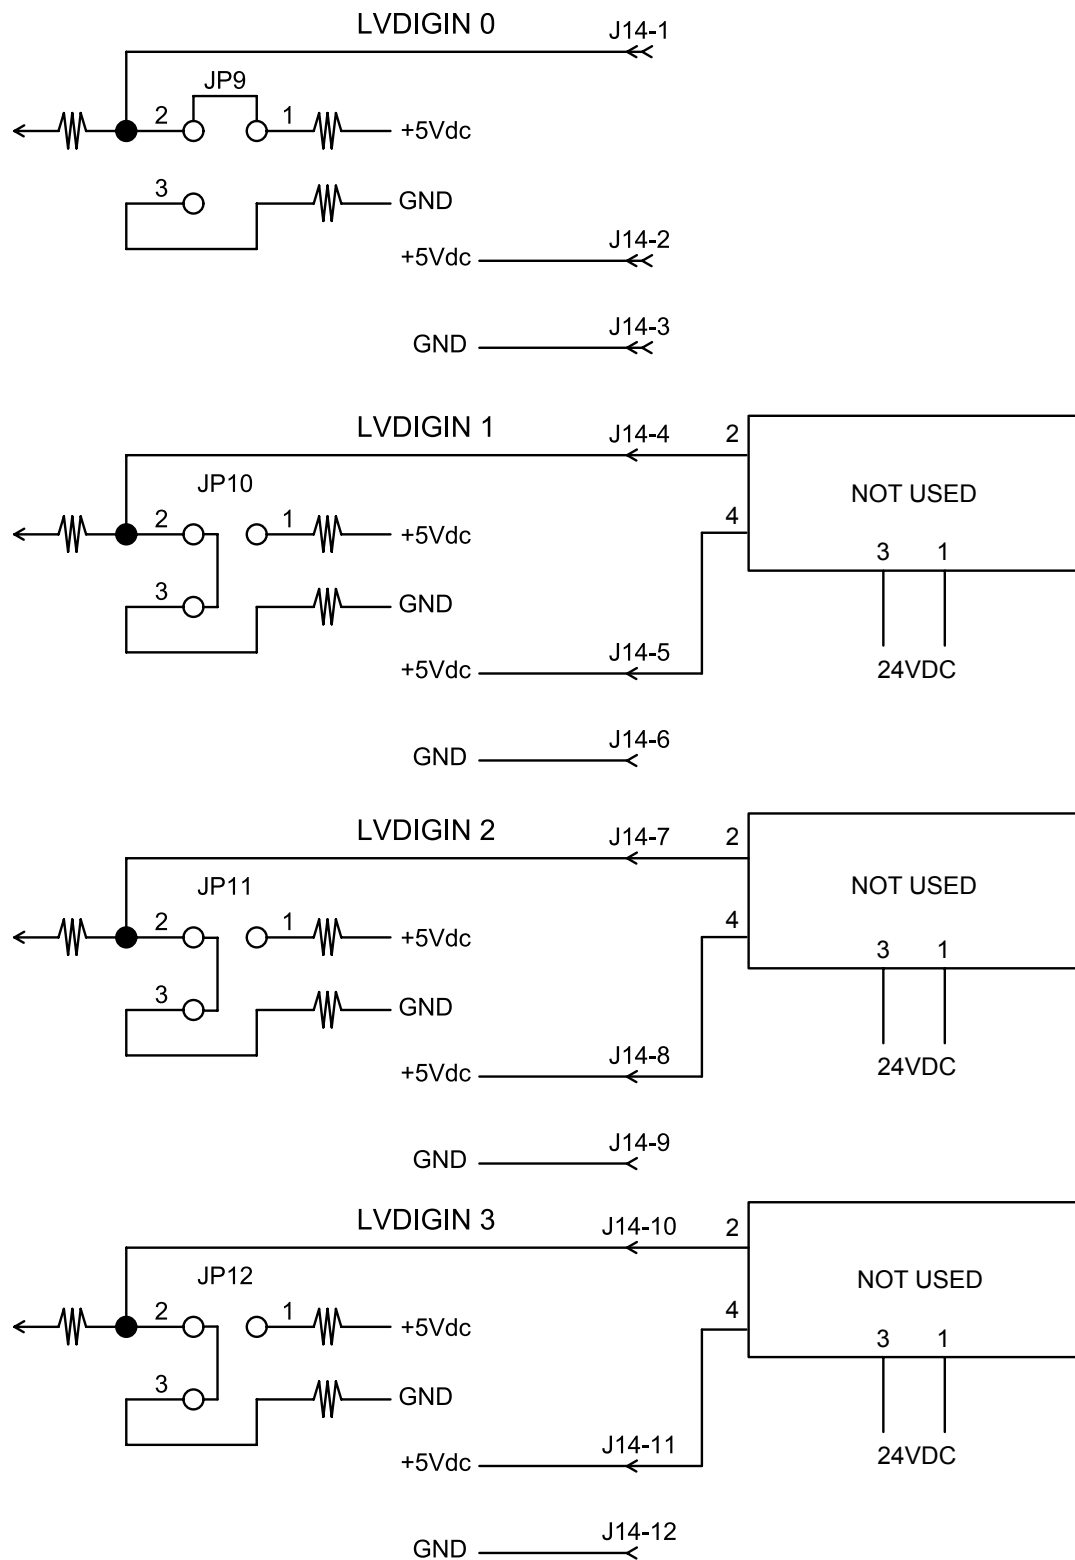 LVDIGIN 0
J14-1
JP9
2
1
+5Vdc
3
GND
J14-2
+5Vdc
J14-3
GND
LVDIGIN 1
J14-4
2
NOT USED
JP10
2
1
+5Vdc
4
3
1
3
GND
J14-5
+5Vdc
24VDC
J14-6
GND
LVDIGIN 2
J14-7
2
NOT USED
JP11
2
1
+5Vdc
4
3
1
3
GND
J14-8
+5Vdc
24VDC
J14-9
GND
LVDIGIN 3
J14-10
2
NOT USED
JP12
2
1
+5Vdc
4
3
1
3
GND
J14-11
+5Vdc
24VDC
J14-12
GND